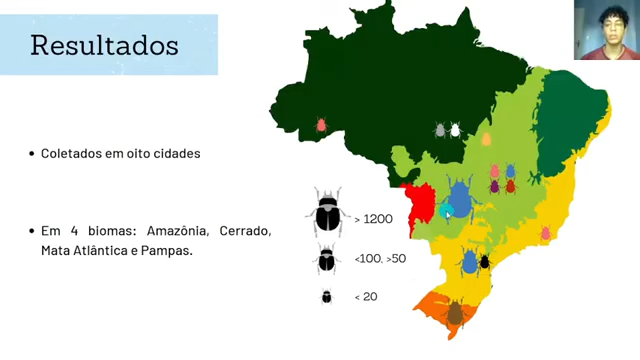 Resultados
• Coletados em oito cidades
• Em 4 biomas: Amazônia, Cerrado,
Mata Atlântica e Pampas.
> 1200
<100, >50
< 20